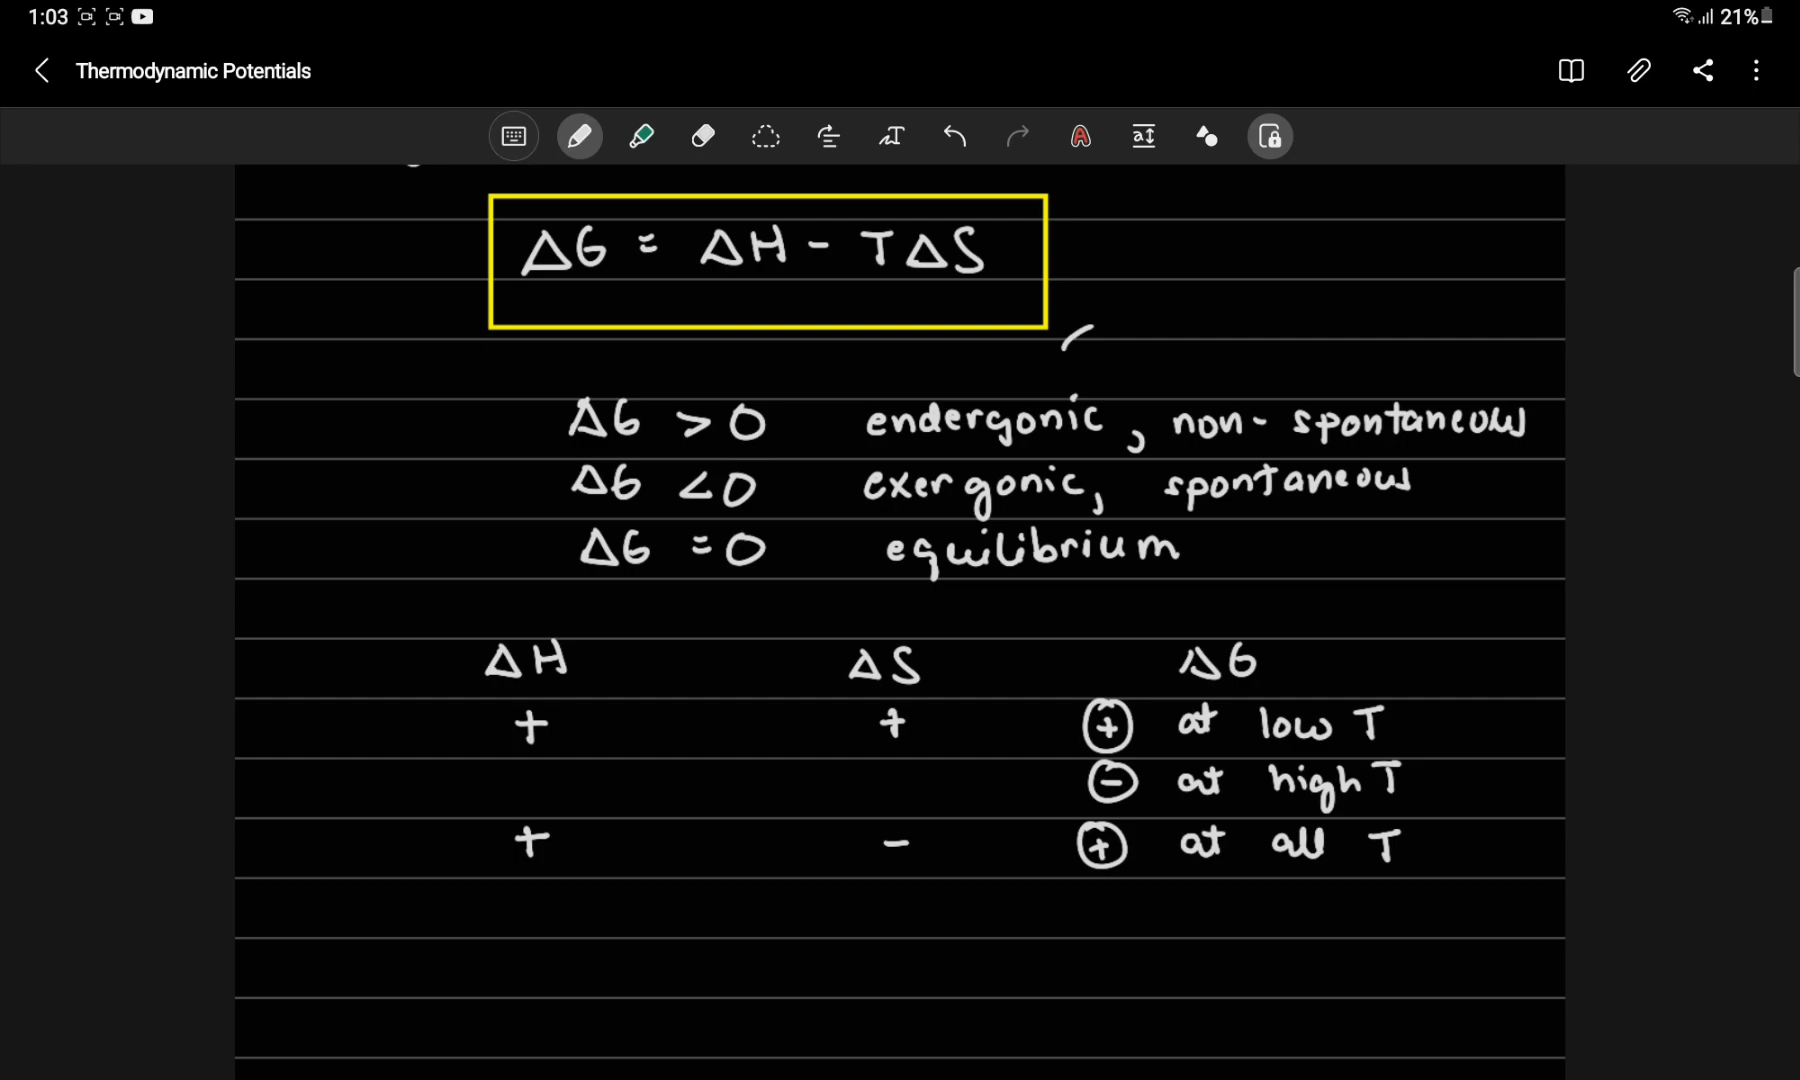 1:03 21%
Thermodynamic Potentials
ΔG = ΔH - TΔS
ΔG > 0 endergonic, non-spontaneous
ΔG < 0 exergonic, spontaneous
ΔG = 0 equilibrium
ΔH ΔS ΔG
+ + + at low T
- at high T
+ - + at all T